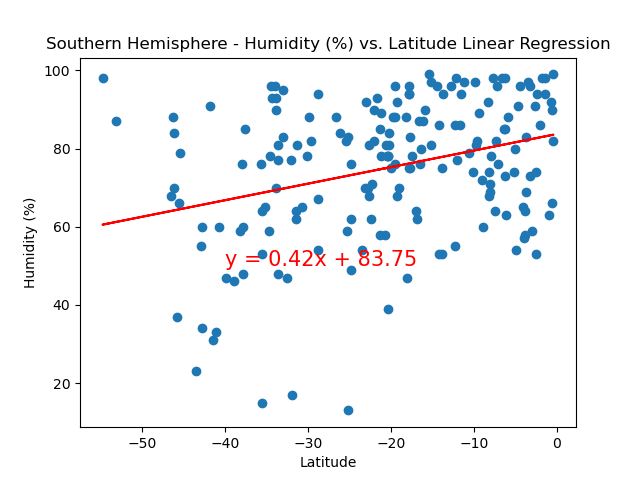 Southern Hemisphere - Humidity (%) vs. Latitude Linear Regression
100
80
60
40
20
Humidity (%)
y = 0.42x + 83.75
−50
−40
−30
−20
−10
0
Latitude